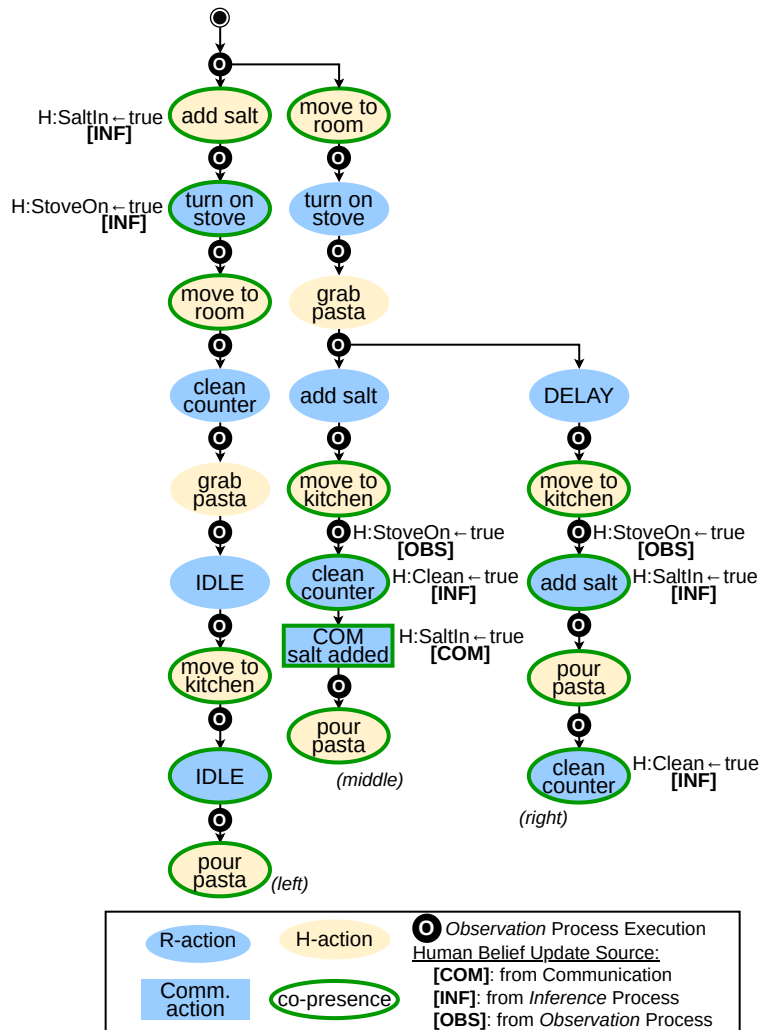 O
H:SaltIn←true
[INF]
add salt
move to
room
O
O
H:StoveOn←true
[INF]
turn on
stove
turn on
stove
O
O
move to
room
grab
pasta
O
O
clean
counter
add salt
DELAY
O
O
O
grab
pasta
move to
kitchen
move to
kitchen
O
O
H:StoveOn←true
[OBS]
O
H:StoveOn←true
[OBS]
IDLE
clean
counter
H:Clean←true
[INF]
add salt
H:SaltIn←true
[INF]
O
COM
salt added
H:SaltIn←true
[COM]
O
move to
kitchen
O
pour
pasta
O
pour
pasta
O
IDLE
(middle)
clean
counter
H:Clean←true
[INF]
(right)
O
pour
pasta
(left)
R-action
H-action
O Observation Process Execution
Human Belief Update Source:
Comm.
action
co-presence
[COM]: from Communication
[INF]: from Inference Process
[OBS]: from Observation Process